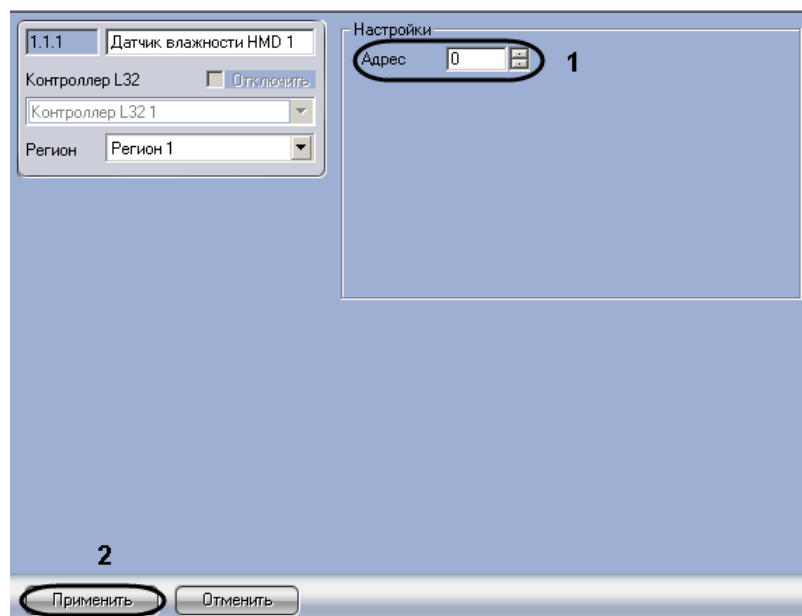 1.1.1 Датчик влажности HMD 1
Контроллер L32 Отключить
Контроллер L32 1
Регион Регион 1
Настройки
Адрес 0 1
2
Применить Отменить